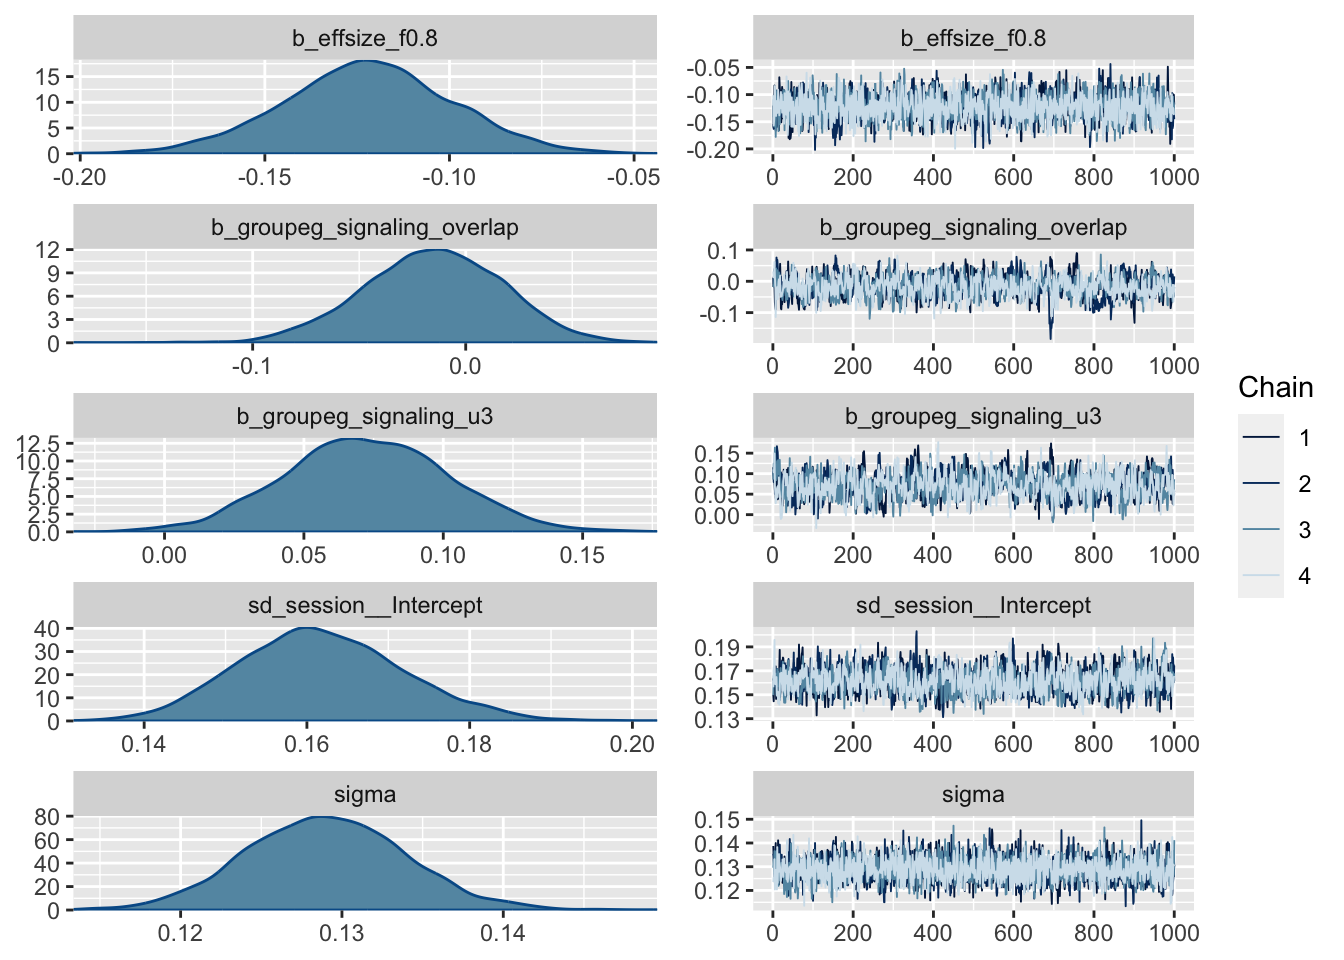 b_effsize_f0.8
15
10
5
0
-0.20 -0.15 -0.10 -0.05
b_effsize_f0.8
-0.05
-0.10
-0.15
-0.20
0 200 400 600 800 1000
b_groupeg_signaling_overlap
12
9
6
3
0
-0.1 0.0
b_groupeg_signaling_overlap
0.1
0.0
-0.1
0 200 400 600 800 1000
b_groupeg_signaling_u3
12.5
10.0
7.5
5.0
2.5
0.0
0.00 0.05 0.10 0.15
b_groupeg_signaling_u3
0.15
0.10
0.05
0.00
0 200 400 600 800 1000
sd_session__Intercept
40
30
20
10
0
0.14 0.16 0.18 0.20
sd_session__Intercept
0.19
0.17
0.15
0.13
0 200 400 600 800 1000
sigma
80
60
40
20
0
0.12 0.13 0.14
sigma
0.15
0.14
0.13
0.12
0 200 400 600 800 1000
Chain
1
2
3
4